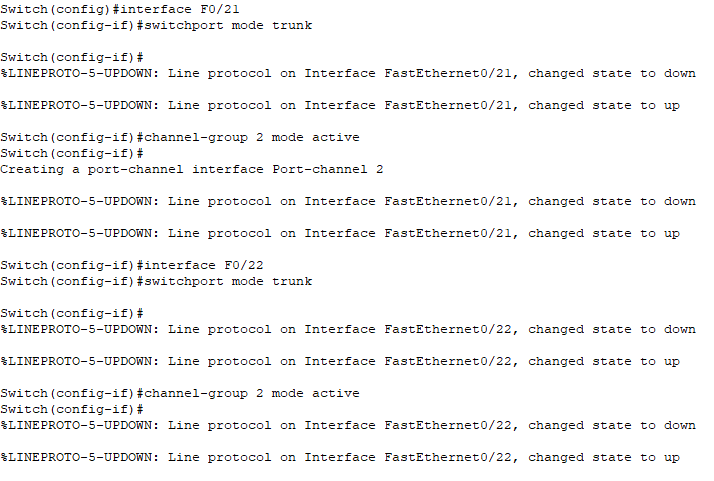 Switch(config)#interface F0/21
Switch(config-if)#switchport mode trunk
Switch(config-if)#
%LINEPROTO-5-UPDOWN: Line protocol on Interface FastEthernet0/21, changed state to down
%LINEPROTO-5-UPDOWN: Line protocol on Interface FastEthernet0/21, changed state to up
Switch(config-if)#channel-group 2 mode active
Switch(config-if)#
Creating a port-channel interface Port-channel 2
%LINEPROTO-5-UPDOWN: Line protocol on Interface FastEthernet0/21, changed state to down
%LINEPROTO-5-UPDOWN: Line protocol on Interface FastEthernet0/21, changed state to up
Switch(config-if)#interface F0/22
Switch(config-if)#switchport mode trunk
Switch(config-if)#
%LINEPROTO-5-UPDOWN: Line protocol on Interface FastEthernet0/22, changed state to down
%LINEPROTO-5-UPDOWN: Line protocol on Interface FastEthernet0/22, changed state to up
Switch(config-if)#channel-group 2 mode active
Switch(config-if)#
%LINEPROTO-5-UPDOWN: Line protocol on Interface FastEthernet0/22, changed state to down
%LINEPROTO-5-UPDOWN: Line protocol on Interface FastEthernet0/22, changed state to up